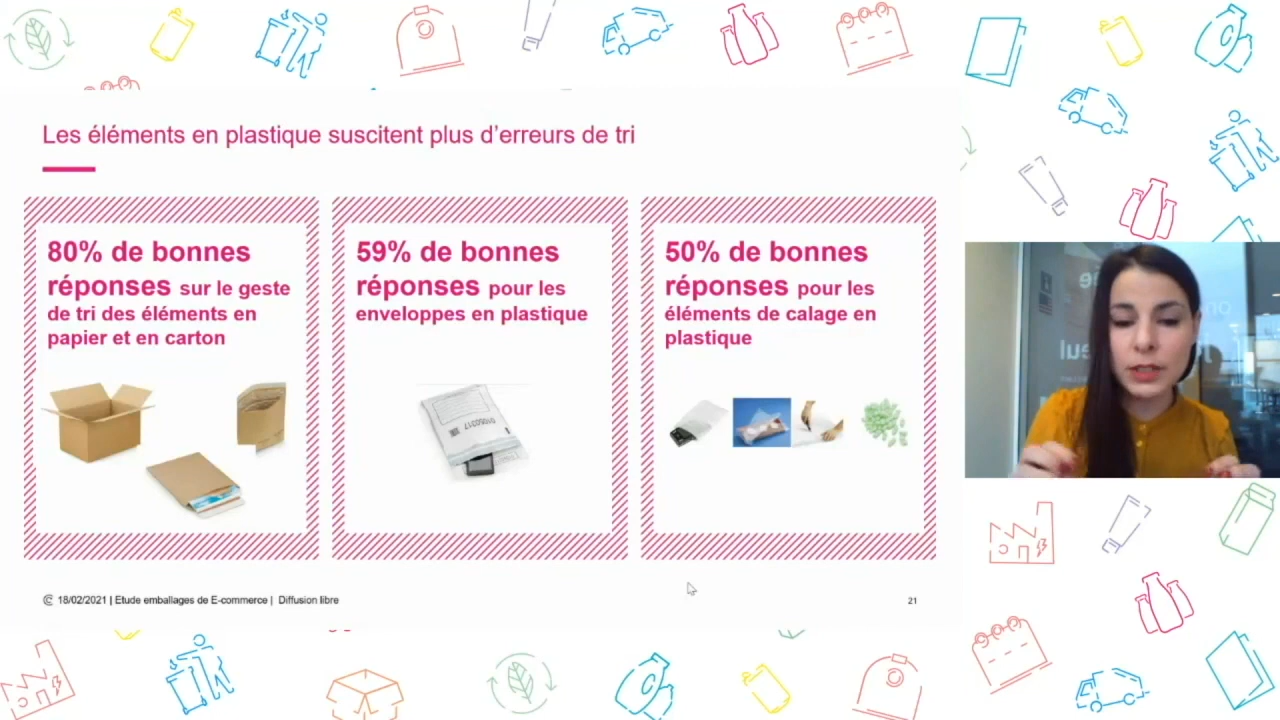 Les éléments en plastique suscitent plus d'erreurs de tri
80% de bonnes
réponses sur le geste
de tri des éléments en
papier et en carton
59% de bonnes
réponses pour les
enveloppes en plastique
50% de bonnes
réponses pour les
éléments de calage en
plastique
18/02/2021 | Etude emballages de E-commerce | Diffusion libre
21